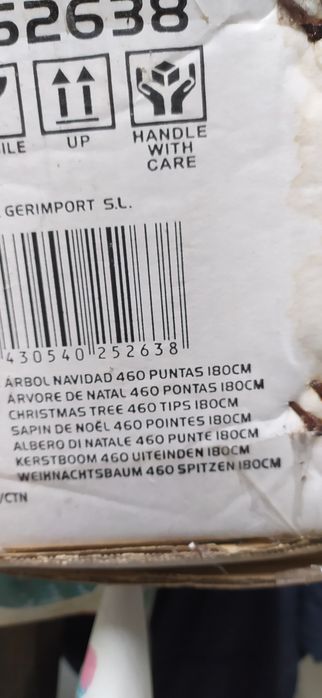 52638
UP
HANDLE
WITH
CARE
GERIMPORT S.L.
430540 252638
ÁRBOL NAVIDAD 460 PUNTAS 180CM
ÁRVORE DE NATAL 460 PONTAS 180CM
CHRISTMAS TREE 460 TIPS 180CM
SAPIN DE NOËL 460 POINTES 180CM
ALBERO DI NATALE 460 PUNTE 180CM
KERSTBOOM 460 UITEINDEN 180CM
WEIHNACHTSBAUM 460 SPITZEN 180CM
/CTN